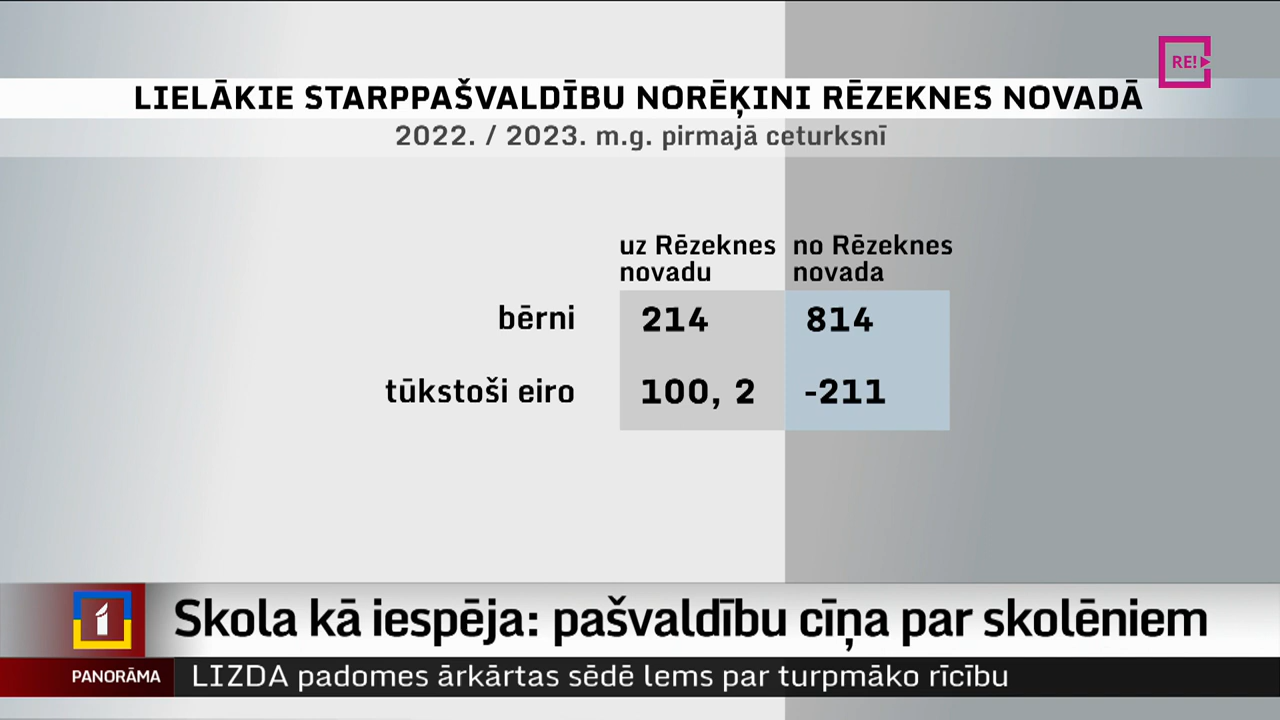 RE!
LIELĀKIE STARPPAŠVALDĪBU NORĒĶINI RĒZEKNES NOVADĀ
2022. / 2023. m.g. pirmajā ceturksnī
uz Rēzeknes novadu
no Rēzeknes novada
bērni 214 814
tūkstoši eiro 100, 2 -211
1
Skola kā iespēja: pašvaldību cīņa par skolēniem
PANORĀMA
LIZDA padomes ārkārtas sēdē lems par turpmāko rīcību